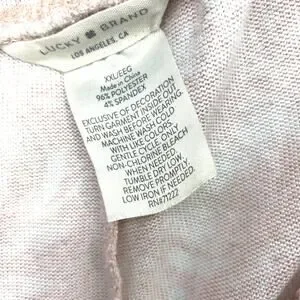 LUCKY BRAND
LOS ANGELES, CA
XXL/EEG
Made in China
96% POLYESTER
4% SPANDEX
EXCLUSIVE OF DECORATION
TURN GARMENT INSIDE OUT
AND WASH BEFORE WEARING.
MACHINE WASH COLD
WITH LIKE COLORS
GENTLE CYCLE. ONLY
NON-CHLORINE BLEACH
WHEN NEEDED.
TUMBLE DRY LOW.
REMOVE PROMPTLY.
LOW IRON IF NEEDED.
RN#71222